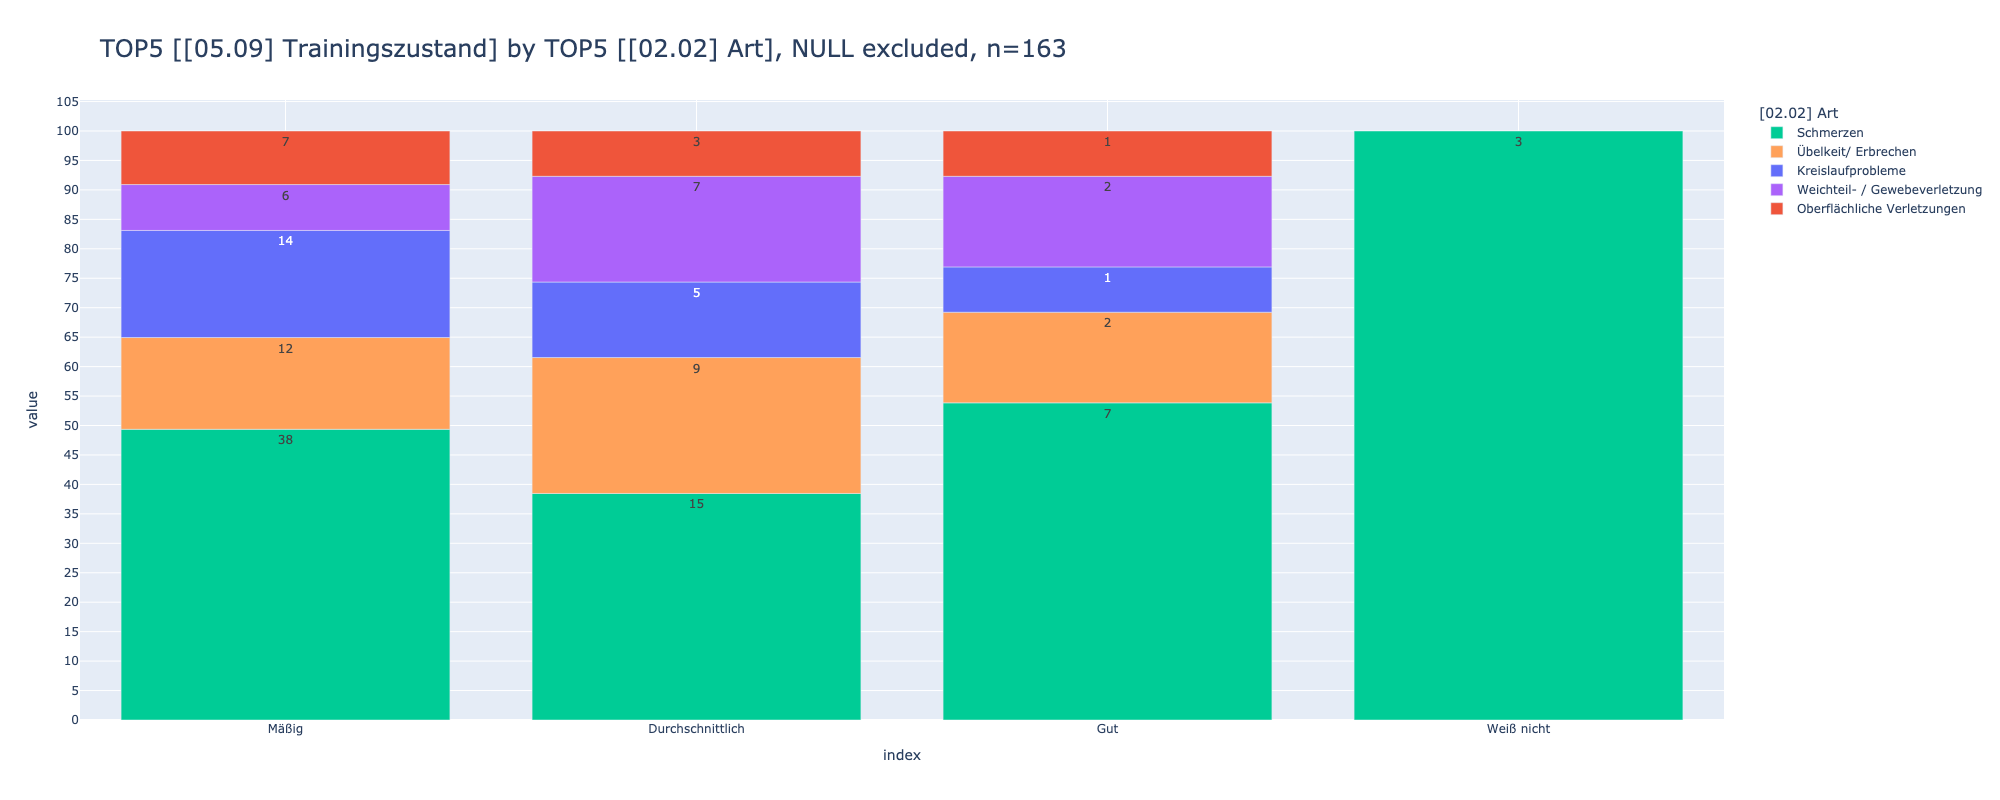 TOP5 [[05.09] Trainingszustand] by TOP5 [[02.02] Art], NULL excluded, n=163
[02.02] Art
Schmerzen
Übelkeit/ Erbrechen
Kreislaufprobleme
Weichteil- / Gewebeverletzung
Oberflächliche Verletzungen
value
105
100
95
90
85
80
75
70
65
60
55
50
45
40
35
30
25
20
15
10
5
0
7
6
14
12
38
3
7
5
9
15
1
2
1
2
7
3
Mäßig
Durchschnittlich
Gut
Weiß nicht
index